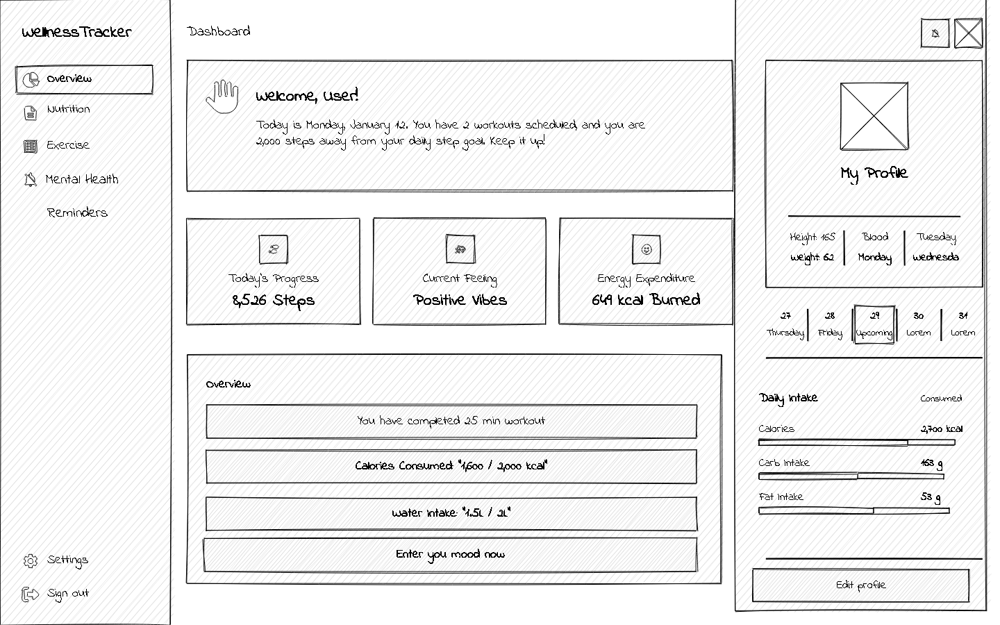 WellnessTracker
Overview
Nutrition
Exercise
Mental Health
Reminders
Settings
Sign out
Dashboard
Welcome, User!
Today is Monday, January 12. You have 2 workouts scheduled, and you are
2,000 steps away from your daily step goal. Keep it up!
Today's Progress
8,526 Steps
Current Feeling
Positive Vibes
Energy Expenditure
649 kcal Burned
Overview
You have completed 25 min workout
Calories Consumed: "1,600 / 2,000 kcal"
Water Intake: "1.5L / 2L"
Enter you mood now
My Profile
Height 165
Weight 62
Blood
Monday
Tuesday
Wednesda
27
Thursday
28
Friday
29
Upcoming
30
Lorem
31
Lorem
Daily Intake
Consumed
Calories
2,700 kcal
Carb Intake
163 g
Fat Intake
53 g
Edit profile